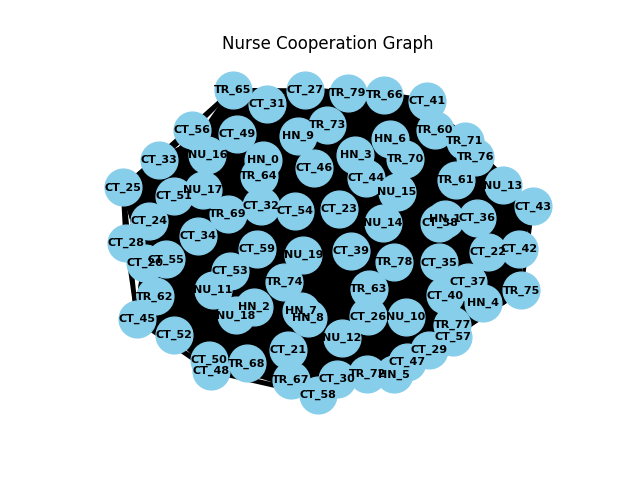 Nurse Cooperation Graph
TR_65
CT_27
TR_79
TR_66
CT_41
CT_31
CT_56
CT_49
HN_9
TR_73
HN_6
TR_60
TR_71
CT_33
NU_16
HN_0
CT_46
HN_3
TR_70
TR_76
TR_64
CT_44
TR_61
CT_25
CT_51
NU_17
NU_15
NU_13
CT_24
TR_69
CT_32
CT_54
CT_23
NU_14
CT_38
HN_1
CT_36
CT_43
CT_28
CT_34
CT_59
NU_19
CT_39
TR_78
CT_35
CT_22
CT_42
CT_20
CT_55
CT_53
TR_62
NU_11
TR_74
TR_63
CT_37
CT_40
HN_4
TR_75
CT_45
NU_18
HN_2
HN_7
HN_8
CT_26
NU_10
TR_77
CT_52
NU_12
CT_57
CT_50
CT_48
TR_68
CT_21
CT_29
CT_47
TR_67
CT_30
TR_72
HN_5
CT_58